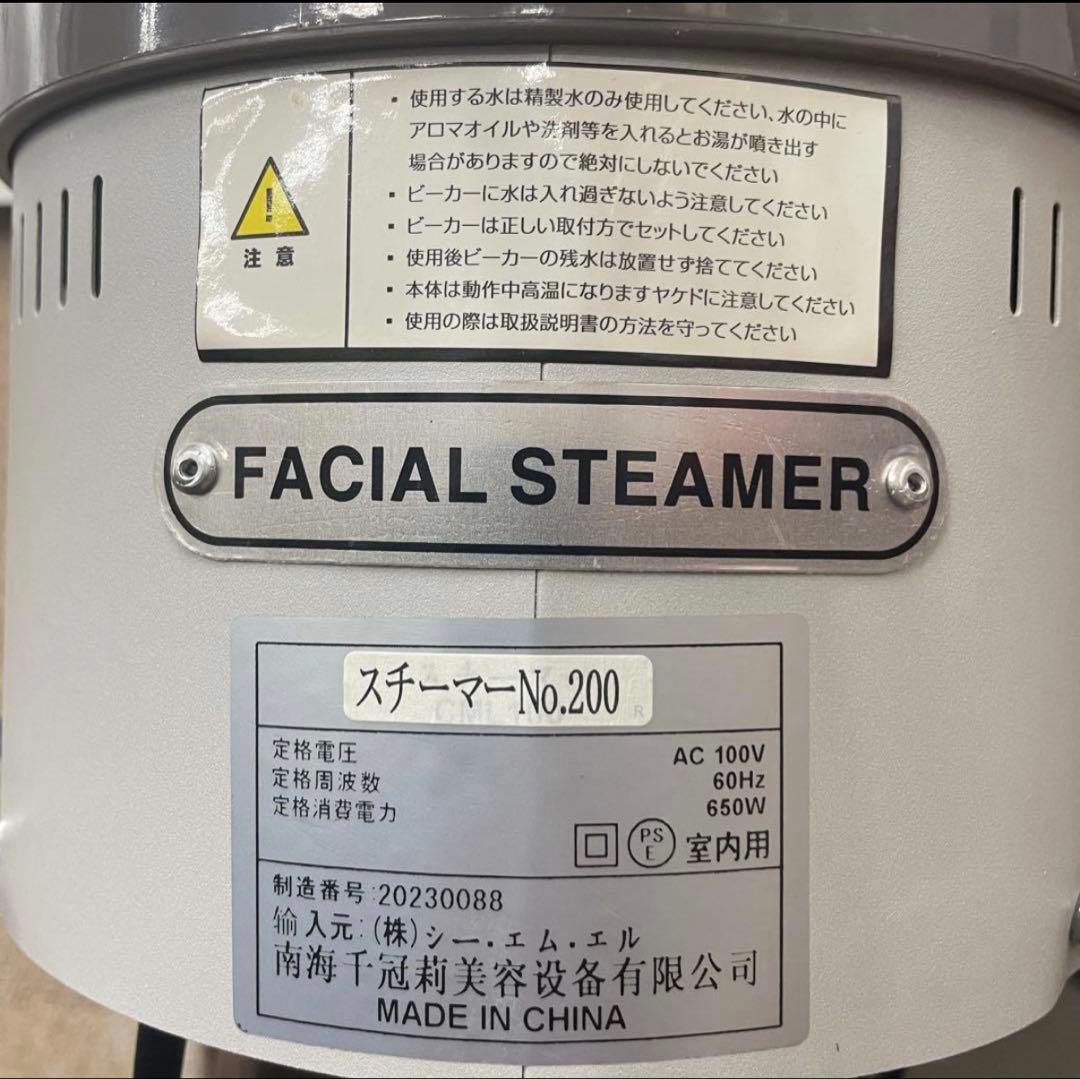 注意
▪ 使用する水は精製水のみ使用してください、水の中に
アロマオイルや洗剤等を入れるとお湯が噴き出す
場合がありますので絶対にしないでください
▪ ビーカーに水は入れ過ぎないよう注意してください
▪ ビーカーは正しい取付方でセットしてください
▪ 使用後ビーカーの残水は放置せず捨ててください
▪ 本体は動作中高温になりますヤケドに注意してください
▪ 使用の際は取扱説明書の方法を守ってください
FACIAL STEAMER
スチーマーNo.200
R
定格電圧 AC 100V
定格周波数 60Hz
定格消費電力 650W
PS
E 室内用
制造番号:20230088
输入元:(株)シー.エム.エル
南海千冠莉美容设备有限公司
MADE IN CHINA